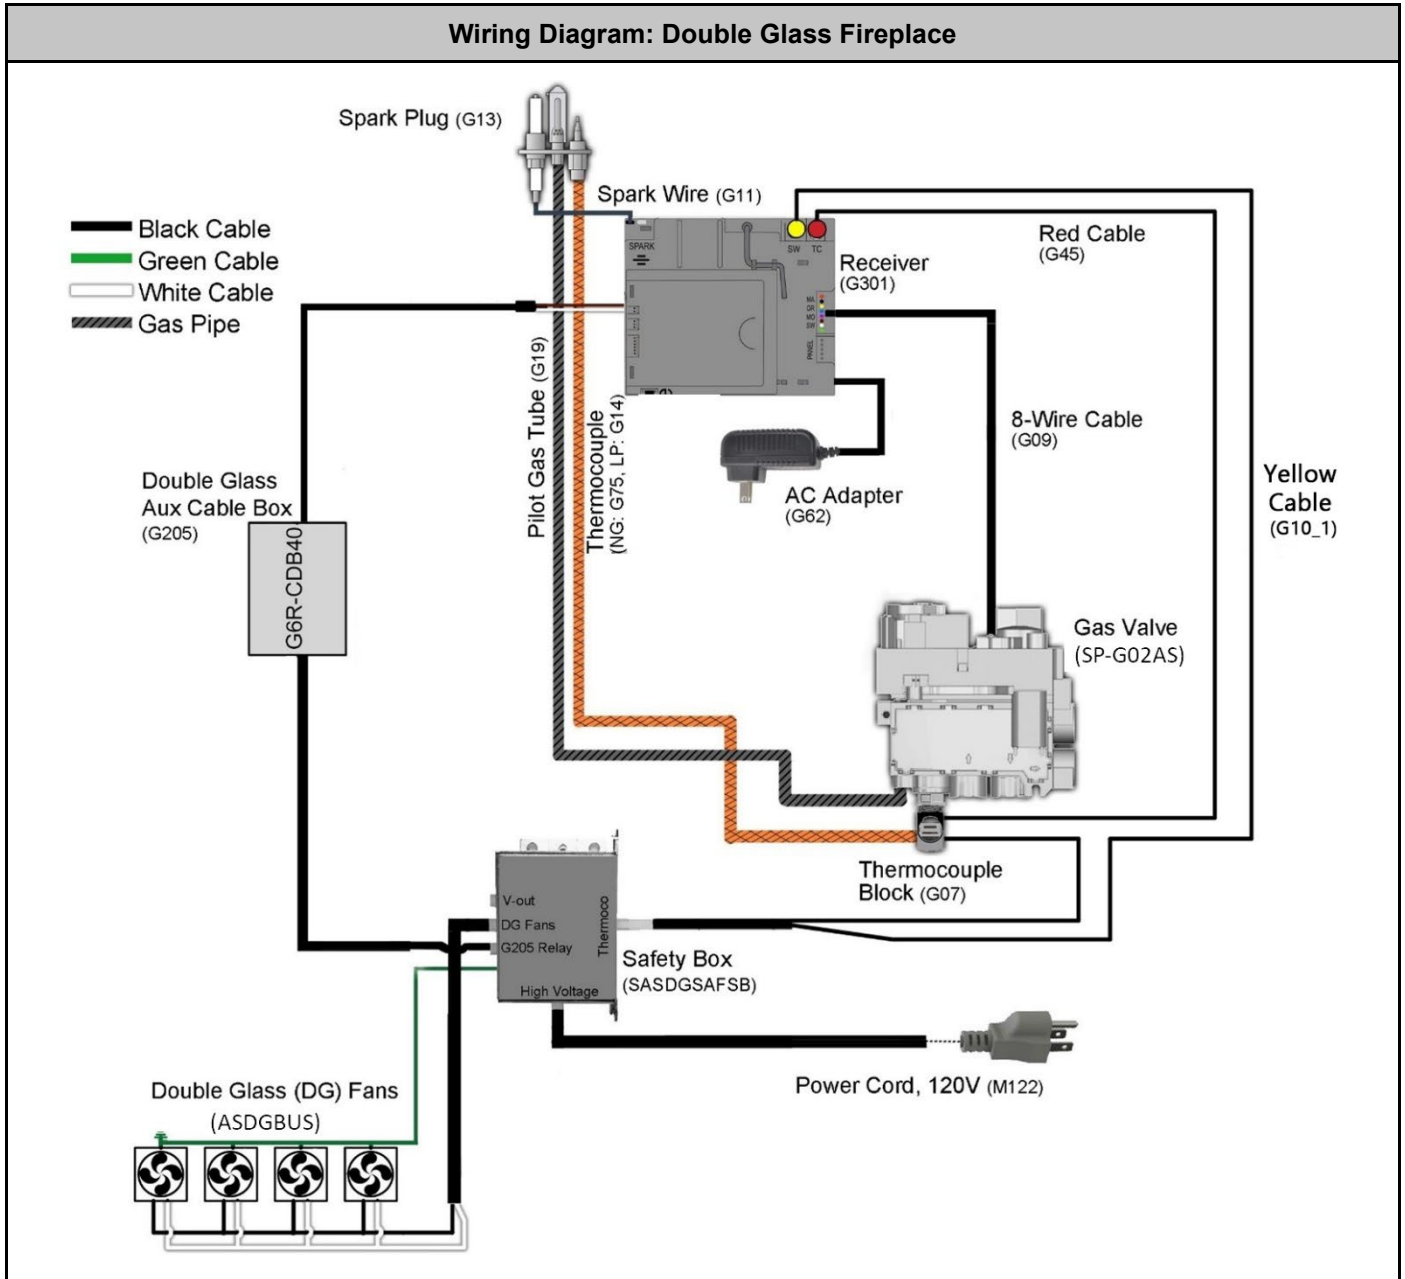 Wiring Diagram: Double Glass Fireplace
Spark Plug (G13)
Spark Wire (G11)
Black Cable
Green Cable
White Cable
Gas Pipe
SPARK
SW TC
Red Cable
(G45)
Receiver
(G301)
MA
GR
MO
SW
PANEL
Pilot Gas Tube (G19)
Thermocouple
(NG: G75, LP: G14)
8-Wire Cable
(G09)
AC Adapter
(G62)
Yellow
Cable
(G10_1)
Double Glass
Aux Cable Box
(G205)
G6R-CDB40
Gas Valve
(SP-G02AS)
Thermocouple
Block (G07)
V-out
DG Fans
G205 Relay
Thermoco
High Voltage
Safety Box
(SASDGSAFSB)
Power Cord, 120V (M122)
Double Glass (DG) Fans
(ASDGBUS)